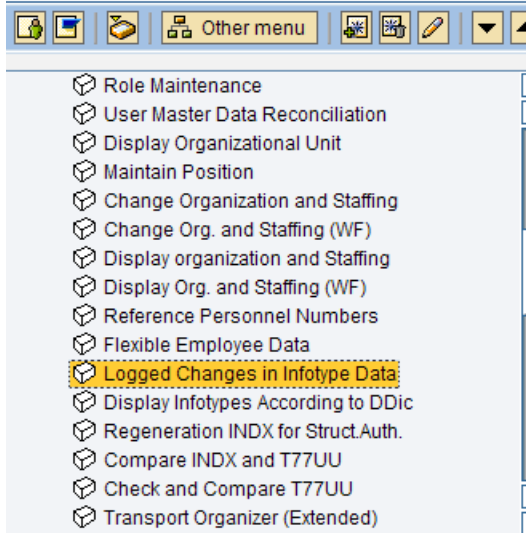 Other menu
Role Maintenance
User Master Data Reconciliation
Display Organizational Unit
Maintain Position
Change Organization and Staffing
Change Org. and Staffing (WF)
Display organization and Staffing
Display Org. and Staffing (WF)
Reference Personnel Numbers
Flexible Employee Data
Logged Changes in Infotype Data
Display Infotypes According to DDic
Regeneration INDX for Struct.Auth.
Compare INDX and T77UU
Check and Compare T77UU
Transport Organizer (Extended)